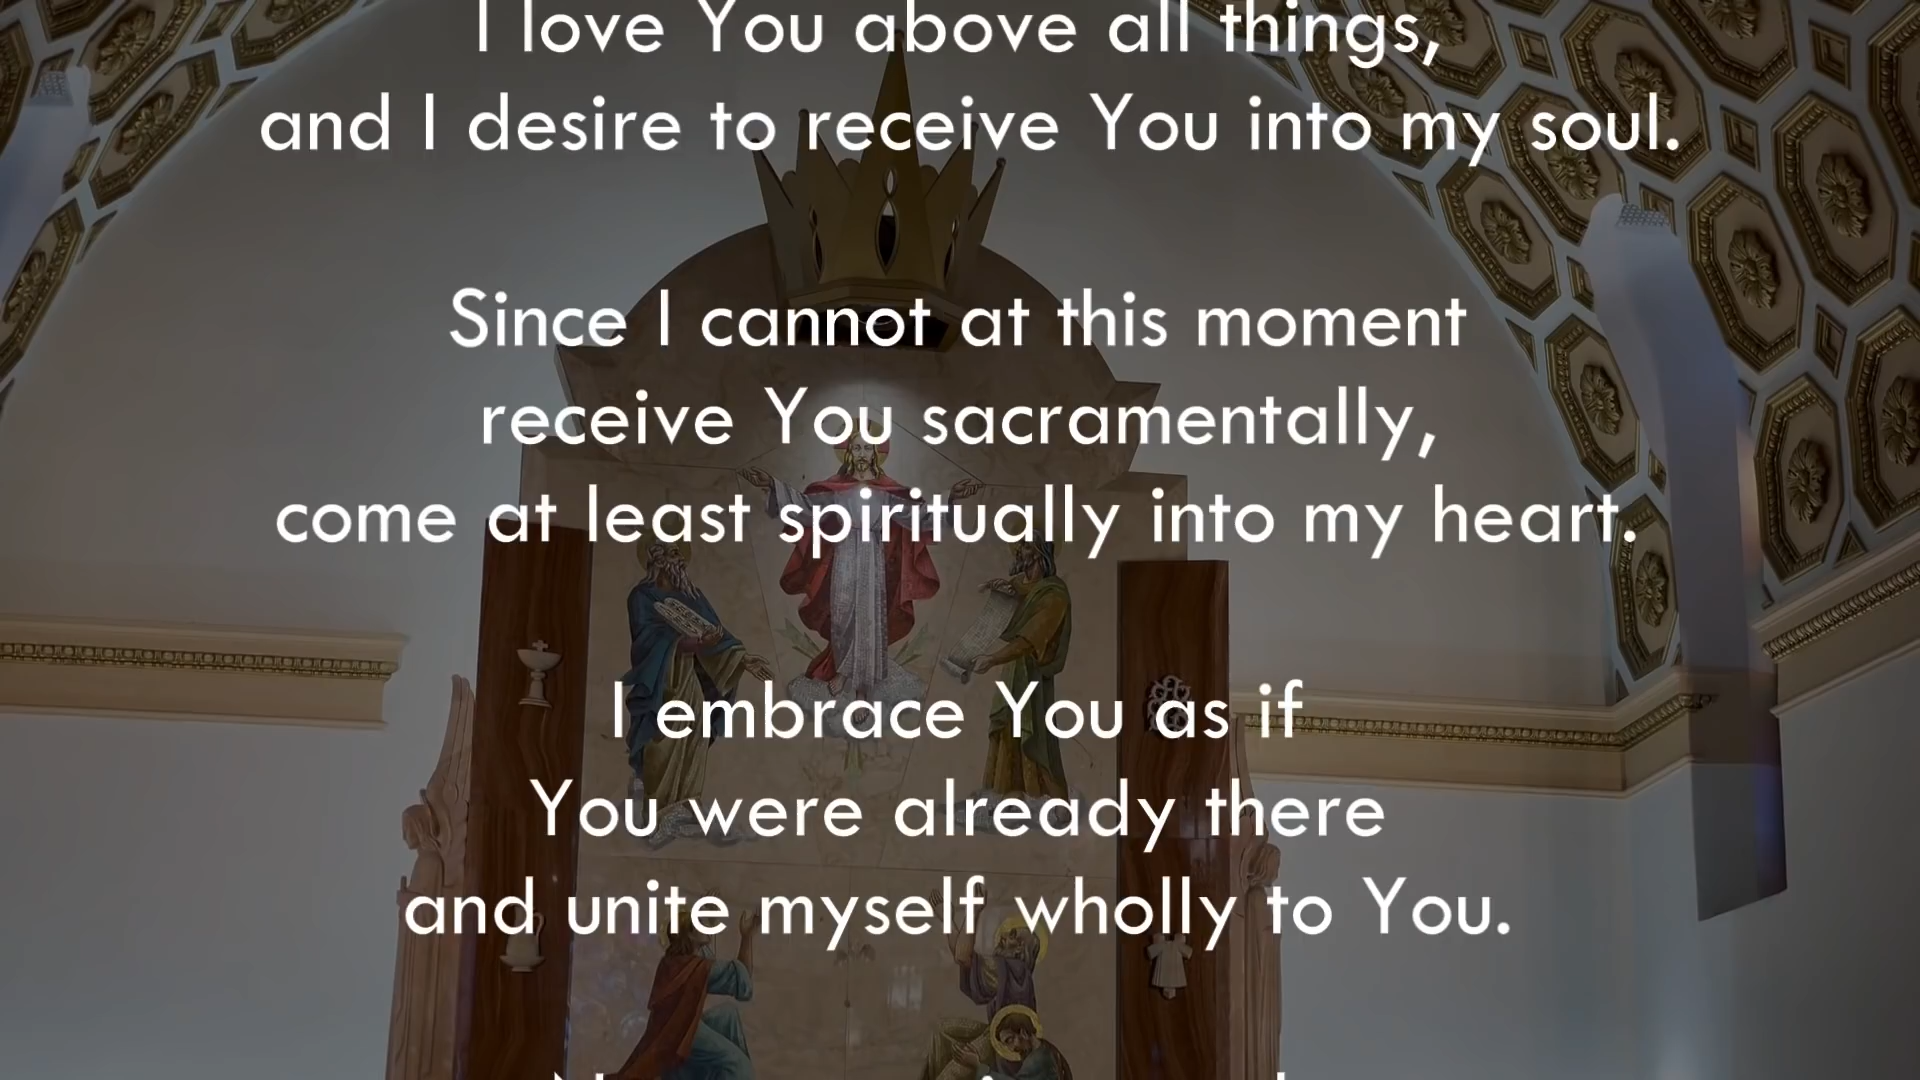 I love You above all things,
and I desire to receive You into my soul.
Since I cannot at this moment
receive You sacramentally,
come at least spiritually into my heart.
I embrace You as if
You were already there
and unite myself wholly to You.